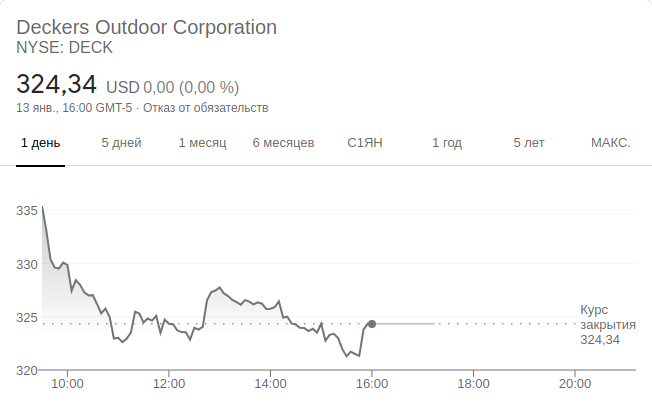 Deckers Outdoor Corporation
NYSE: DECK
324,34 USD 0,00 (0,00 %)
13 янв., 16:00 GMT-5 · Отказ от обязательств
1 день 5 дней 1 месяц 6 месяцев С1ЯН 1 год 5 лет МАКС.
335
330
325
320
Курс
закрытия
324,34
10:00 12:00 14:00 16:00 18:00 20:00